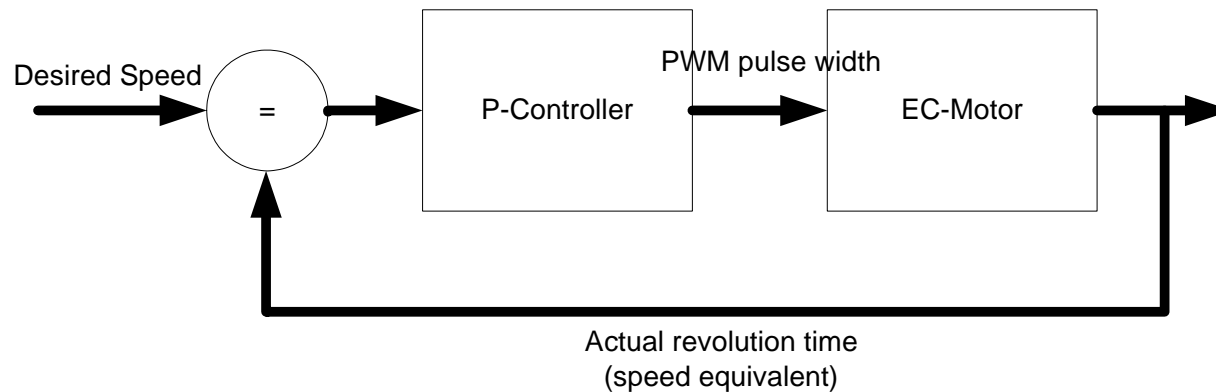 Desired Speed
=
P-Controller
PWM pulse width
EC-Motor
Actual revolution time
(speed equivalent)